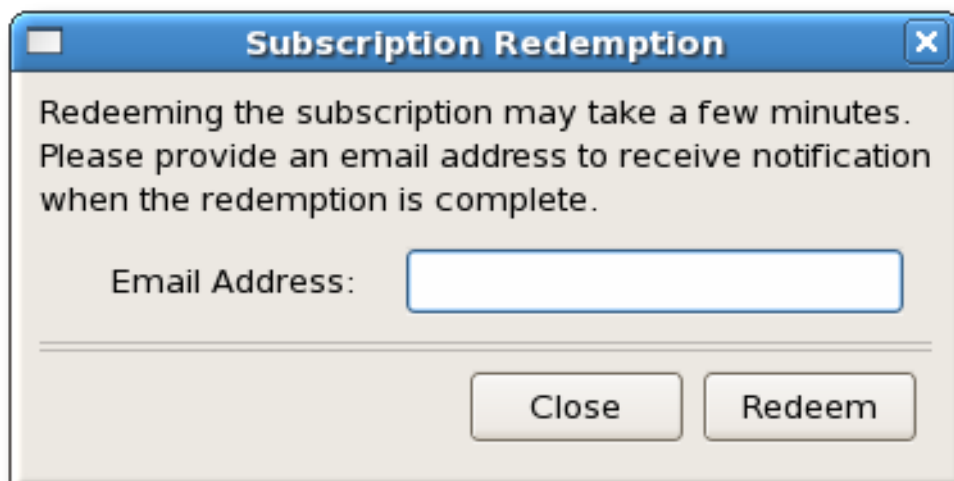 Subscription Redemption
Redeeming the subscription may take a few minutes.
Please provide an email address to receive notification
when the redemption is complete.
Email Address:
Close Redeem